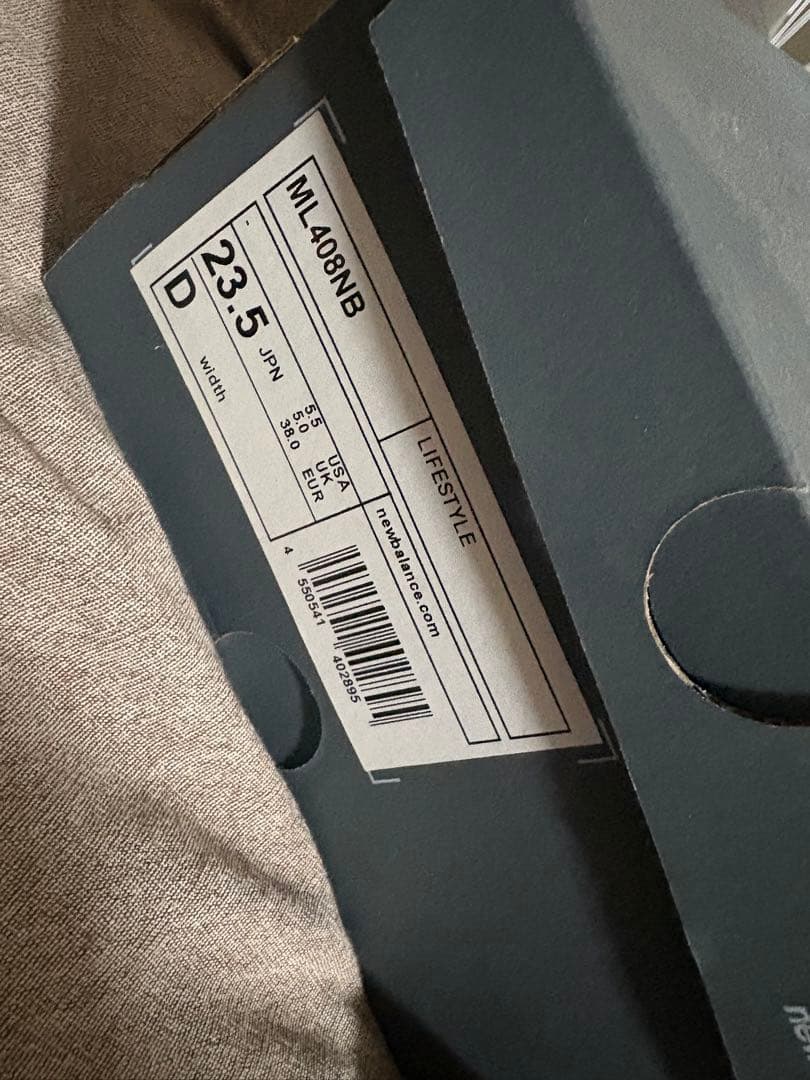 ML408NB
LIFESTYLE
23.5 JPN
5.5 USA
5.0 UK
38.0 EUR
D width
newbalance.com
4 550541 402895